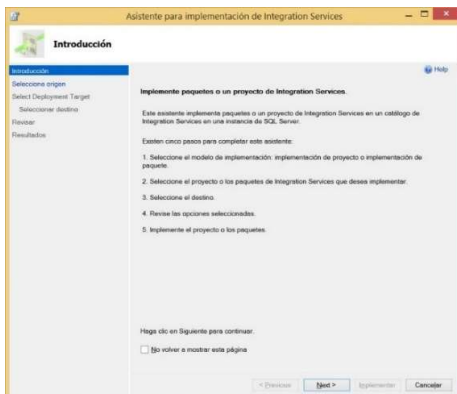 Asistente para implementación de Integration Services
Introducción
Help
Introducción
Seleccione origen
Select Deployment Target
Seleccionar destino
Revisar
Resultados
Implemente paquetes o un proyecto de Integration Services.
Este asistente implementa paquetes o un proyecto de Integration Services en un catálogo de
Integration Services en una instancia de SQL Server.
Existen cinco pasos para completar este asistente:
1. Seleccione el modelo de implementación: implementación de proyecto o implementación de
paquete.
2. Seleccione el proyecto o los paquetes de Integration Services que desea implementar.
3. Seleccione el destino.
4. Revise las opciones seleccionadas.
5. Implemente el proyecto o los paquetes.
Haga clic en Siguiente para continuar.
No volver a mostrar esta página
< Previous Next > Implementar Cancelar